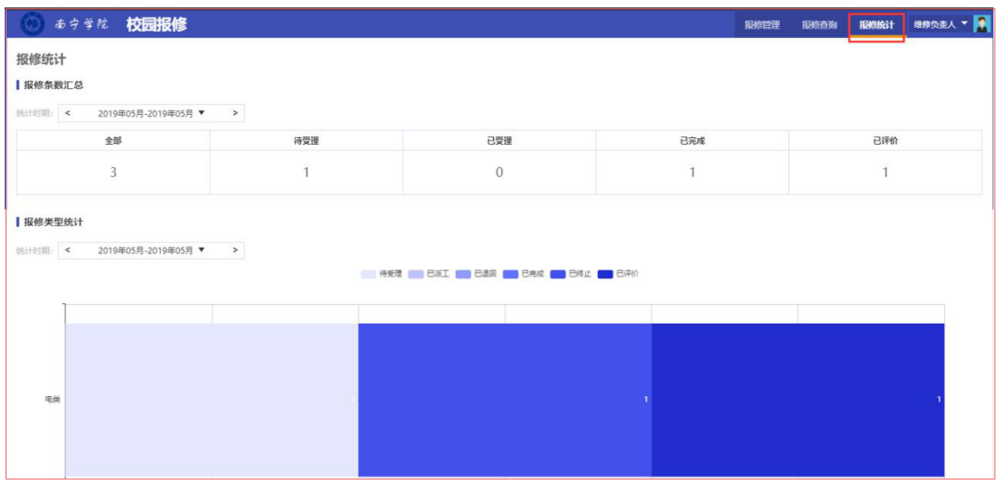 南宁学院 校园报修 报修管理 报修查询 报修统计 维修负责人 ▼
报修统计
报修条数汇总
统计时期: < 2019年05月-2019年05月 ▼ >
全部 待受理 已受理 已完成 已评价
3 1 0 1 1
报修类型统计
统计时期: < 2019年05月-2019年05月 ▼ >
待受理 已派工 已退回 已完成 已终止 已评价
电类 1 1 1